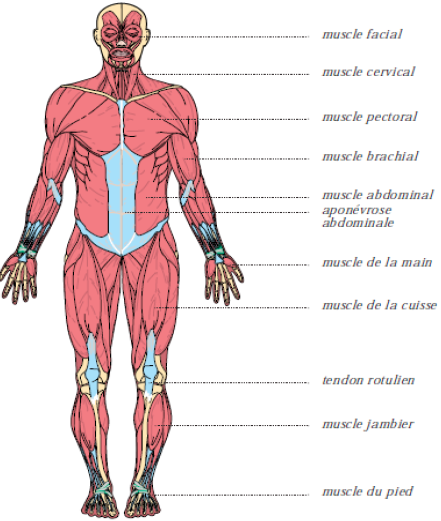 muscle facial
muscle cervical
muscle pectoral
muscle brachial
muscle abdominal
aponévrose
abdominale
muscle de la main
muscle de la cuisse
tendon rotulien
muscle jambier
muscle du pied